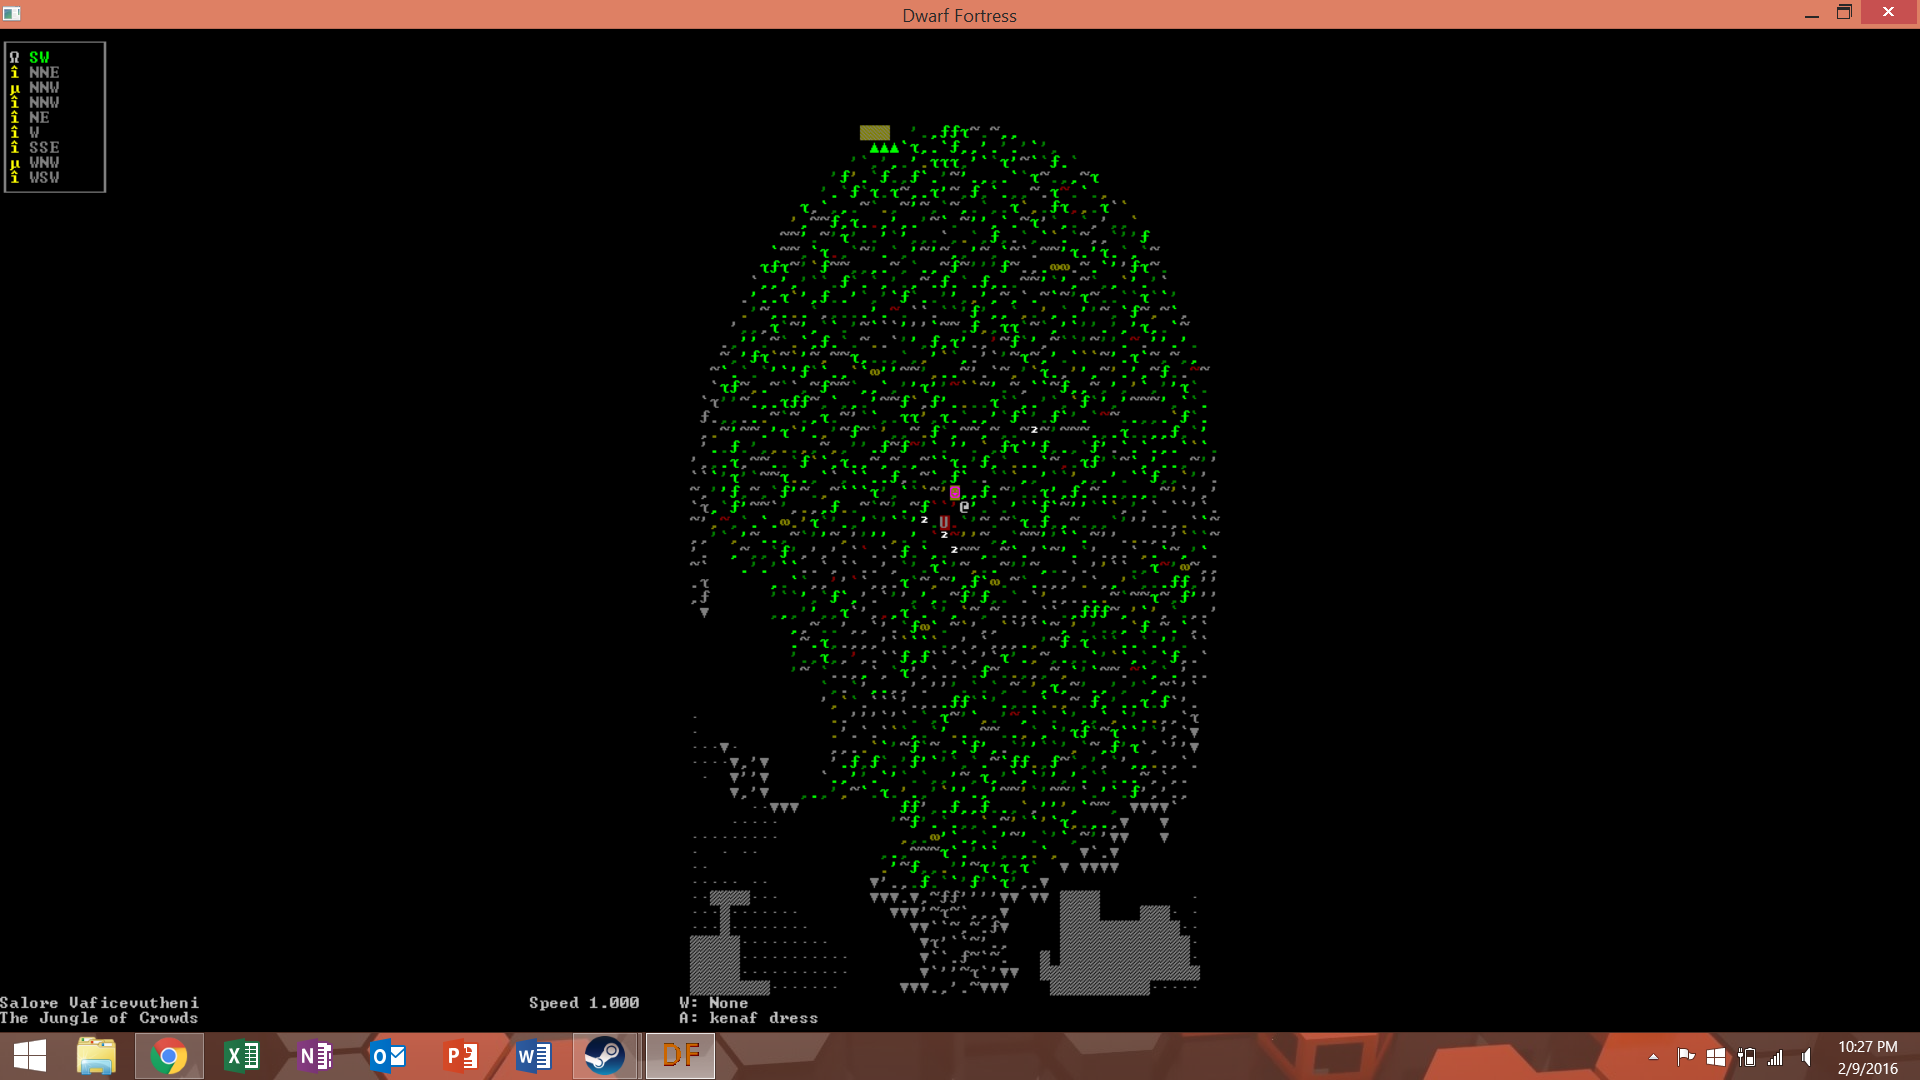 Dwarf Fortress
Ω SW
î NNE
µ NNW
î NNW
î NE
î W
î SSE
µ WNW
î WSW
Salore Vaficevutheni
The Jungle of Crowds
Speed 1.000
W: None
A: kenaf dress
DF
10:27 PM
2/9/2016